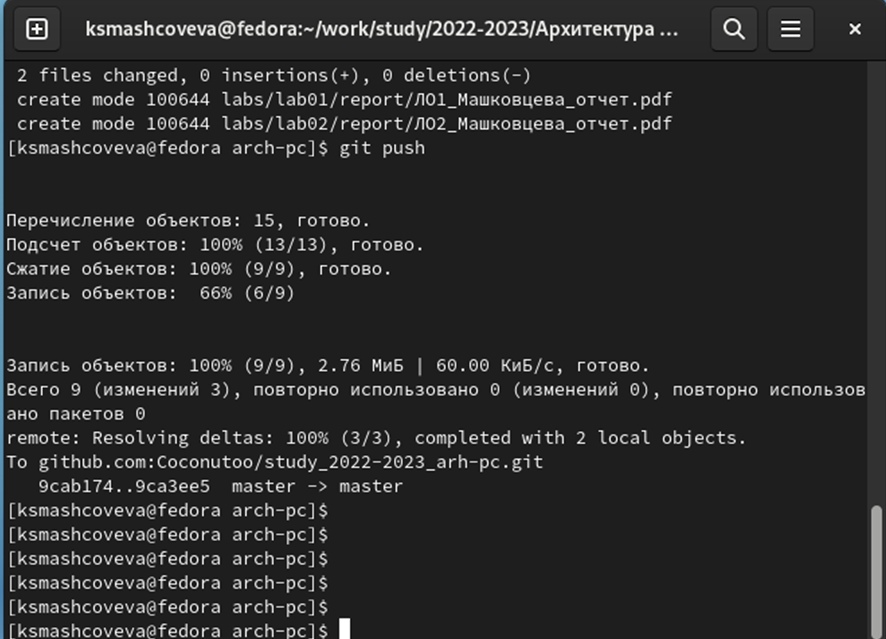 ksmashcoveva@fedora:~/work/study/2022-2023/Архитектура ...
2 files changed, 0 insertions(+), 0 deletions(-)
create mode 100644 labs/lab01/report/ЛО1_Машковцева_отчет.pdf
create mode 100644 labs/lab02/report/ЛО2_Машковцева_отчет.pdf
[ksmashcoveva@fedora arch-pc]$ git push
Перечисление объектов: 15, готово.
Подсчет объектов: 100% (13/13), готово.
Сжатие объектов: 100% (9/9), готово.
Запись объектов:  66% (6/9)
Запись объектов: 100% (9/9), 2.76 МиБ | 60.00 КиБ/с, готово.
Всего 9 (изменений 3), повторно использовано 0 (изменений 0), повторно использов
ано пакетов 0
remote: Resolving deltas: 100% (3/3), completed with 2 local objects.
To github.com:Coconutoo/study_2022-2023_arh-pc.git
9cab174..9ca3ee5  master -> master
[ksmashcoveva@fedora arch-pc]$
[ksmashcoveva@fedora arch-pc]$
[ksmashcoveva@fedora arch-pc]$
[ksmashcoveva@fedora arch-pc]$
[ksmashcoveva@fedora arch-pc]$
[ksmashcoveva@fedora arch-pc]$